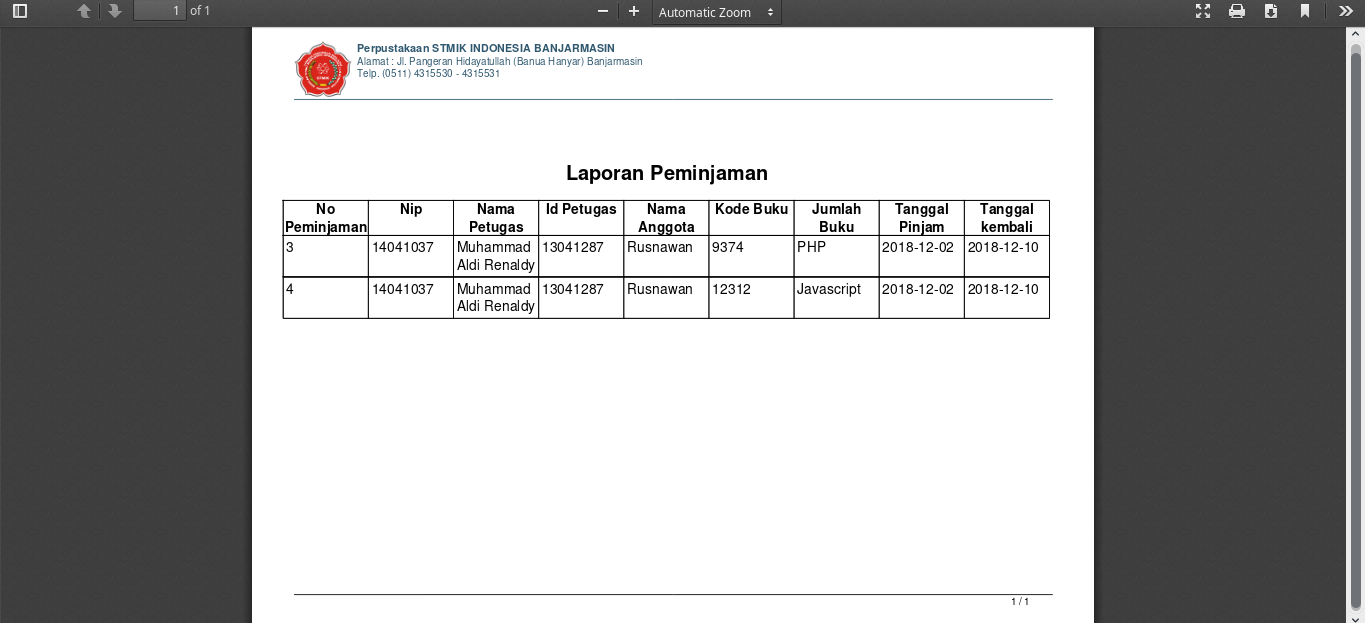 1 of 1
Automatic Zoom
Perpustakaan STMIK INDONESIA BANJARMASIN
Alamat : Jl. Pangeran Hidayatullah (Banua Hanyar) Banjarmasin
Telp. (0511) 4315530 - 4315531
STMIK
Laporan Peminjaman
No Peminjaman Nip Nama Petugas Id Petugas Nama Anggota Kode Buku Jumlah Buku Tanggal Pinjam Tanggal kembali
3 14041037 Muhammad Aldi Renaldy 13041287 Rusnawan 9374 PHP 2018-12-02 2018-12-10
4 14041037 Muhammad Aldi Renaldy 13041287 Rusnawan 12312 Javascript 2018-12-02 2018-12-10
1 / 1